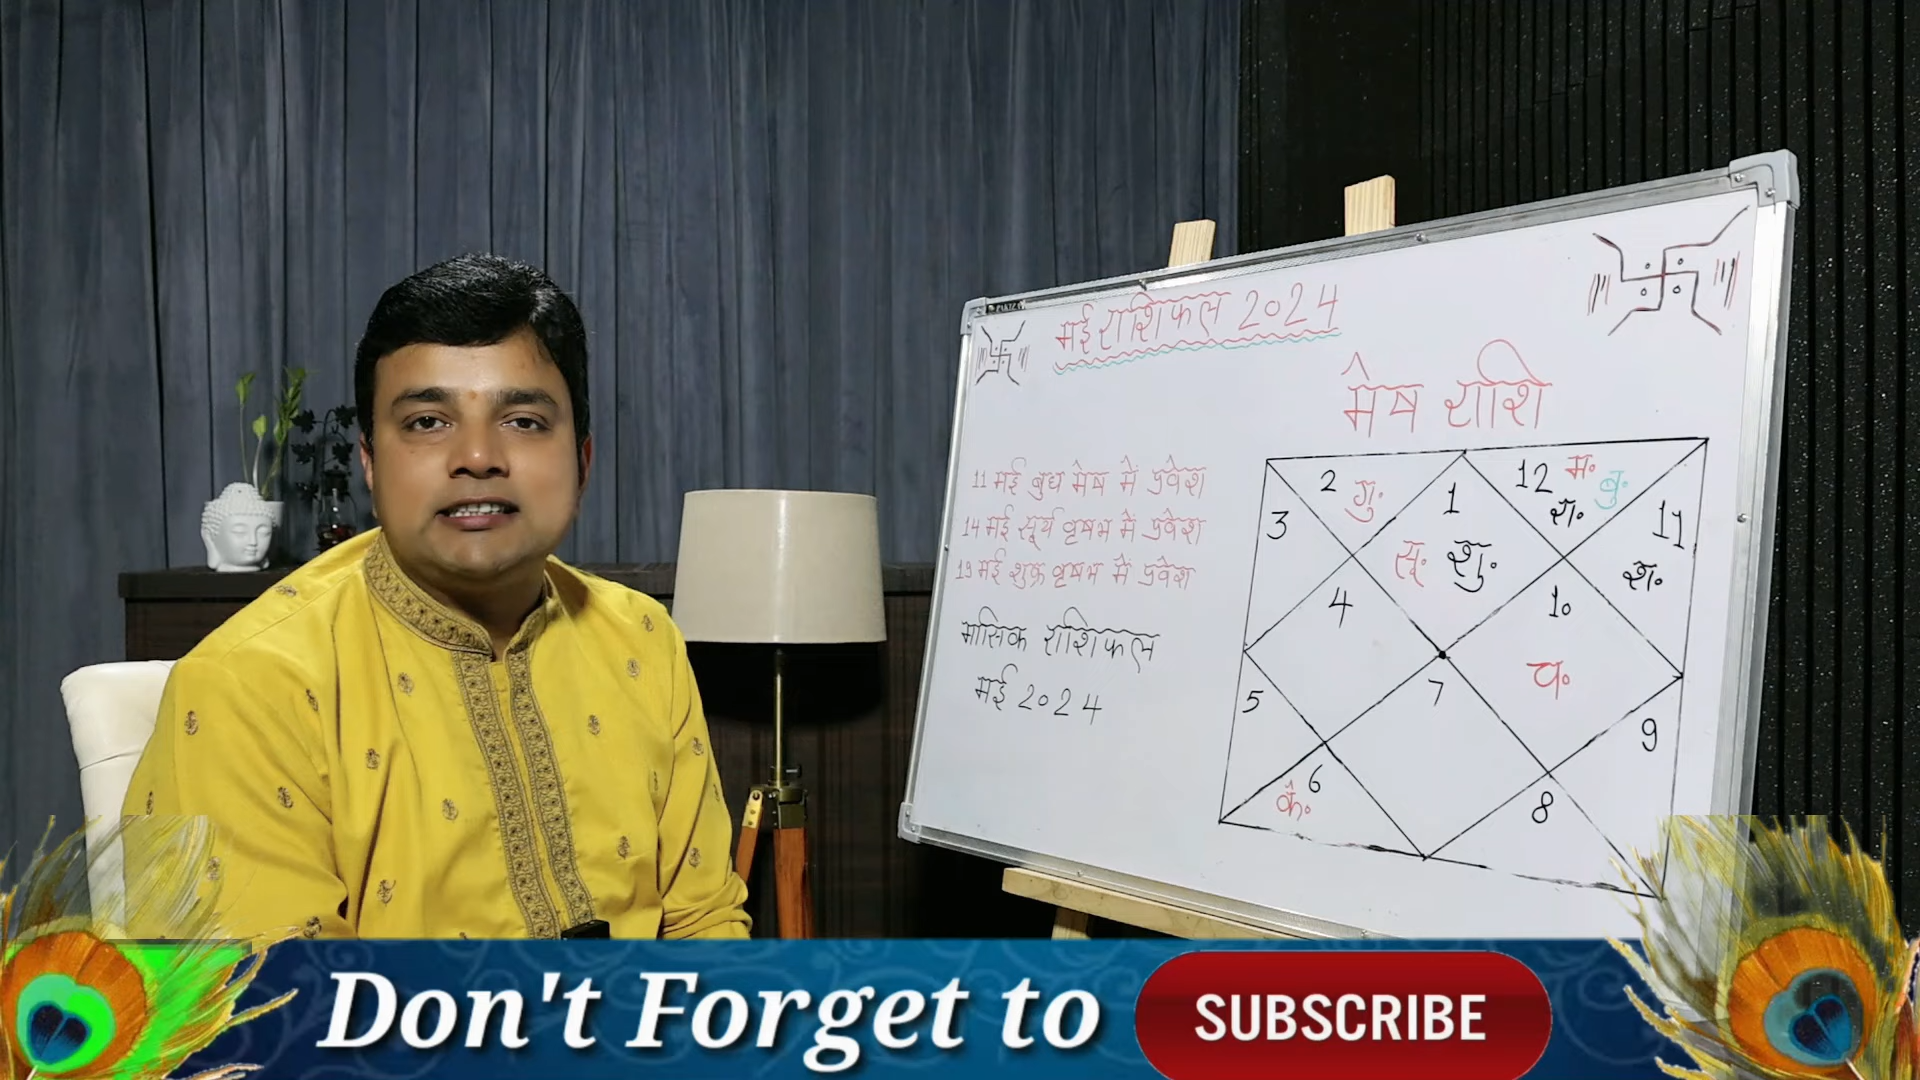 मई राशिफल 2024
मेष राशि
11 मई बुध मेष में प्रवेश
14 मई सूर्य वृषभ में प्रवेश
19 मई शुक्र वृषभ में प्रवेश
मासिक राशिफल
मई 2024
2 गु॰
1
सू॰ शु॰
12 मं॰ बु॰
रा॰
3
11
श॰
4
10
5
7
9
6
के॰
8
Don't Forget to SUBSCRIBE